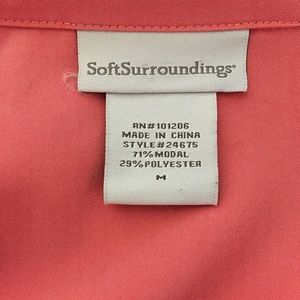 SoftSurroundings®
RN#101206
MADE IN CHINA
STYLE#24675
71%MODAL
29%POLYESTER
M